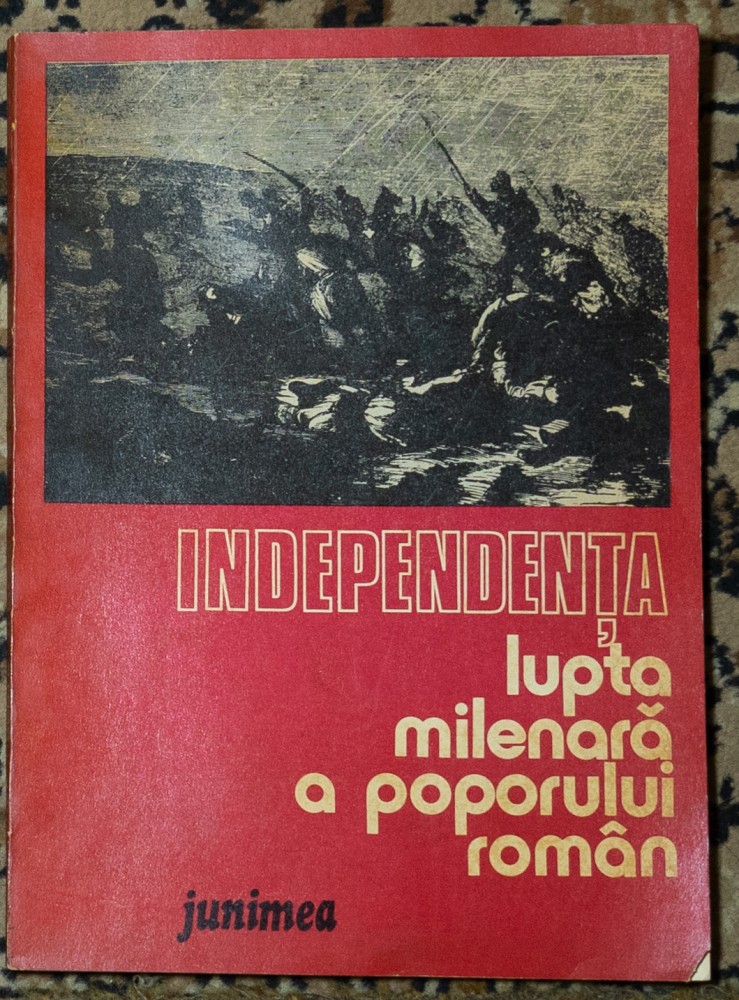 INDEPENDENȚA
lupta
milenară
a poporului
român
junimea